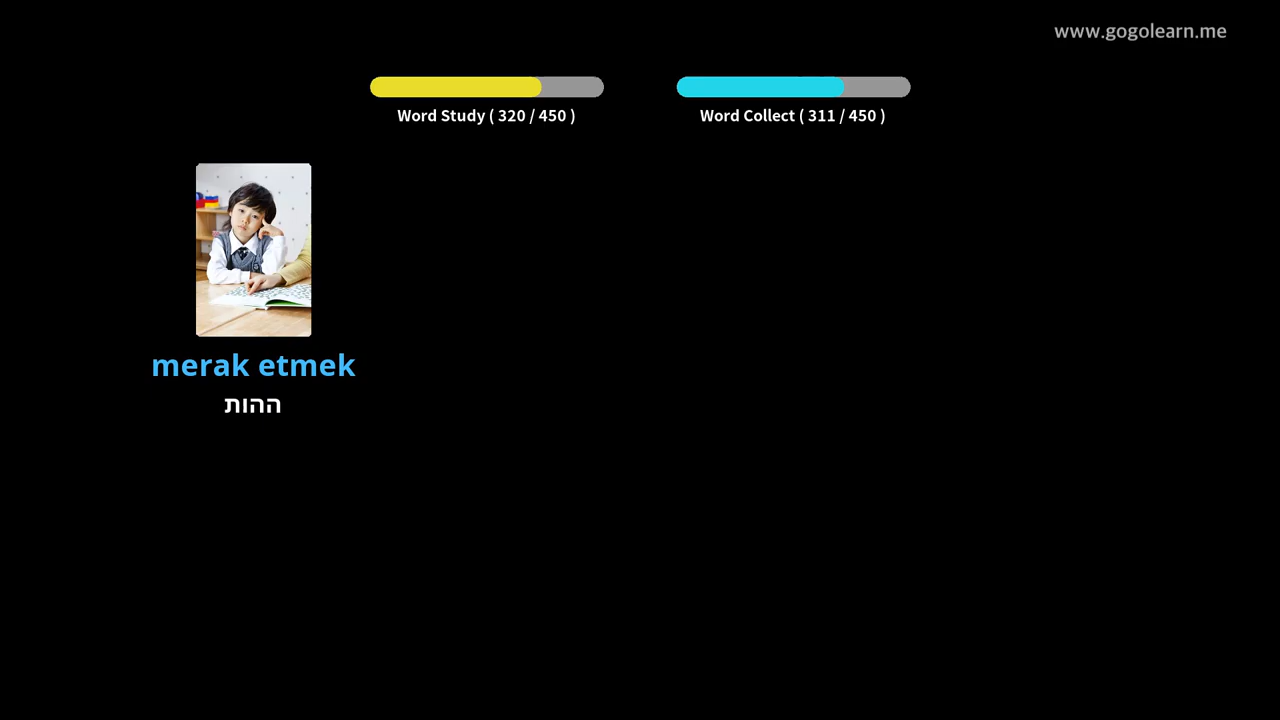 www.gogolearn.me
Word Study ( 320 / 450 )
Word Collect ( 311 / 450 )
merak etmek
ההות